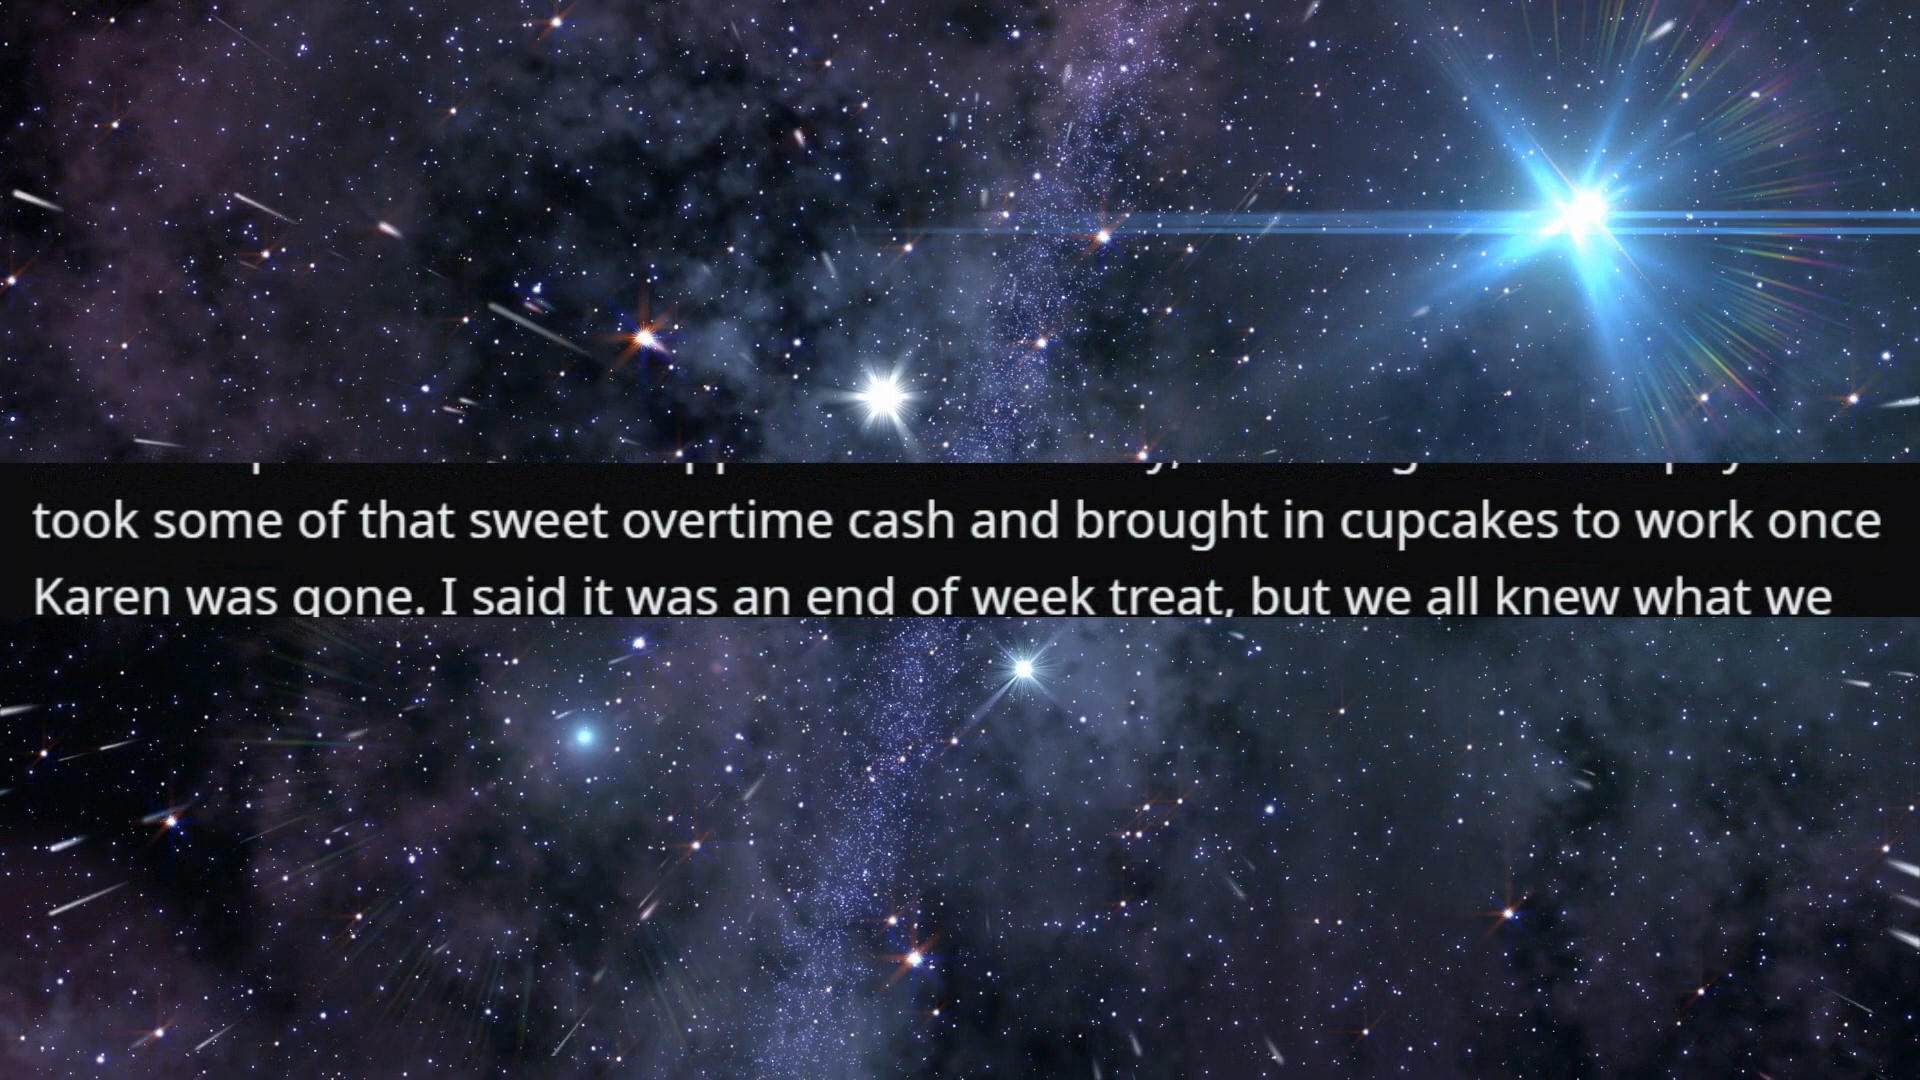 took some of that sweet overtime cash and brought in cupcakes to work once
Karen was gone. I said it was an end of week treat, but we all knew what we